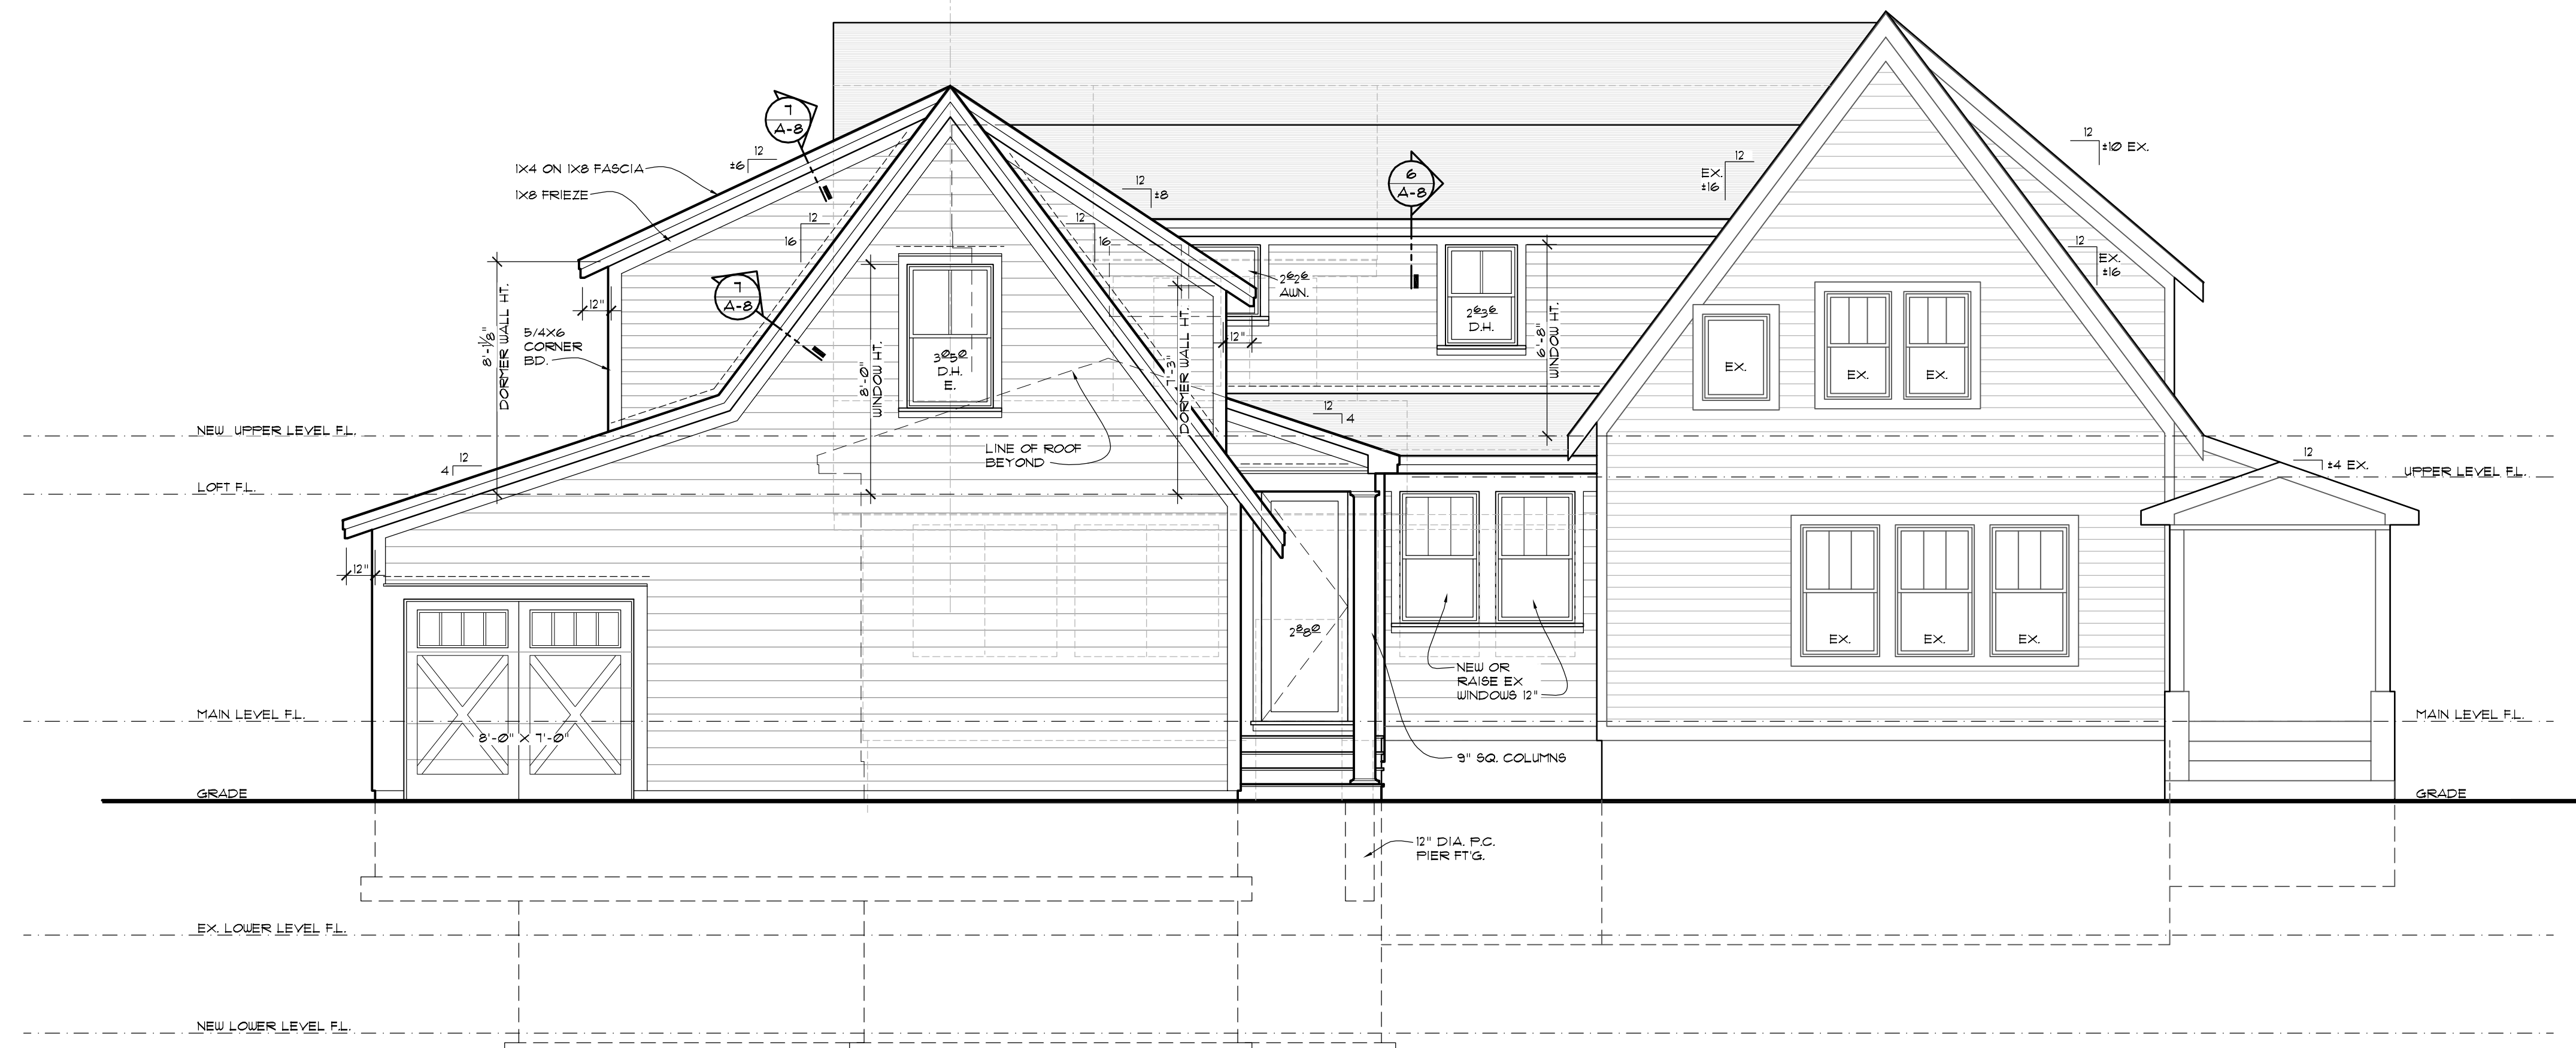 7
A-8
1X4 ON 1X8 FASCIA
1X8 FRIEZE
12
±6
12
16
12
±8
12
16
6
A-8
12
EX.
±16
12
±10 EX.
12
EX.
±16
7
A-8
12"
5/4X6
CORNER
BD.
8'-1/8"
DORMER WALL HT.
8'-0"
WINDOW HT.
3⁰5⁰
D.H.
E.
7'-3"
DORMER WALL HT.
2⁶2⁶
AWN.
12"
2⁶3⁶
D.H.
6'-8"
WINDOW HT.
EX.
EX.
EX.
12
4
NEW UPPER LEVEL F.L.
LINE OF ROOF
BEYOND
12
4
LOFT F.L.
12
±4 EX.
UPPER LEVEL F.L.
12"
2⁸8⁰
EX.
EX.
EX.
NEW OR
RAISE EX
WINDOWS 12"
MAIN LEVEL F.L.
MAIN LEVEL F.L.
8'-0" X 7'-0"
9" SQ. COLUMNS
GRADE
GRADE
12" DIA. P.C.
PIER FT'G.
EX. LOWER LEVEL F.L.
NEW LOWER LEVEL F.L.